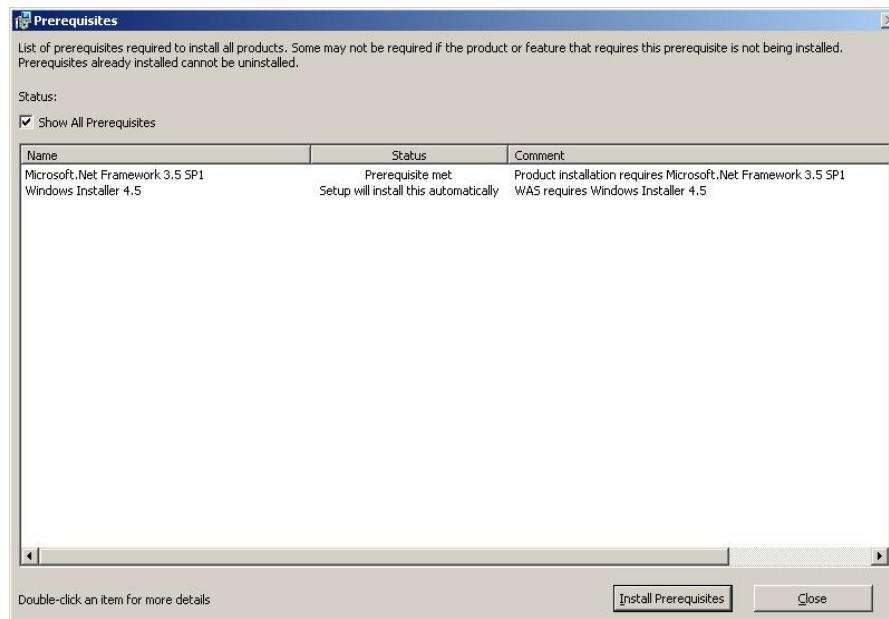 Prerequisites
List of prerequisites required to install all products. Some may not be required if the product or feature that requires this prerequisite is not being installed.
Prerequisites already installed cannot be uninstalled.
Status:
Show All Prerequisites
Name Status Comment
Microsoft.Net Framework 3.5 SP1 Prerequisite met Product installation requires Microsoft.Net Framework 3.5 SP1
Windows Installer 4.5 Setup will install this automatically WAS requires Windows Installer 4.5
Double-click an item for more details Install Prerequisites Close